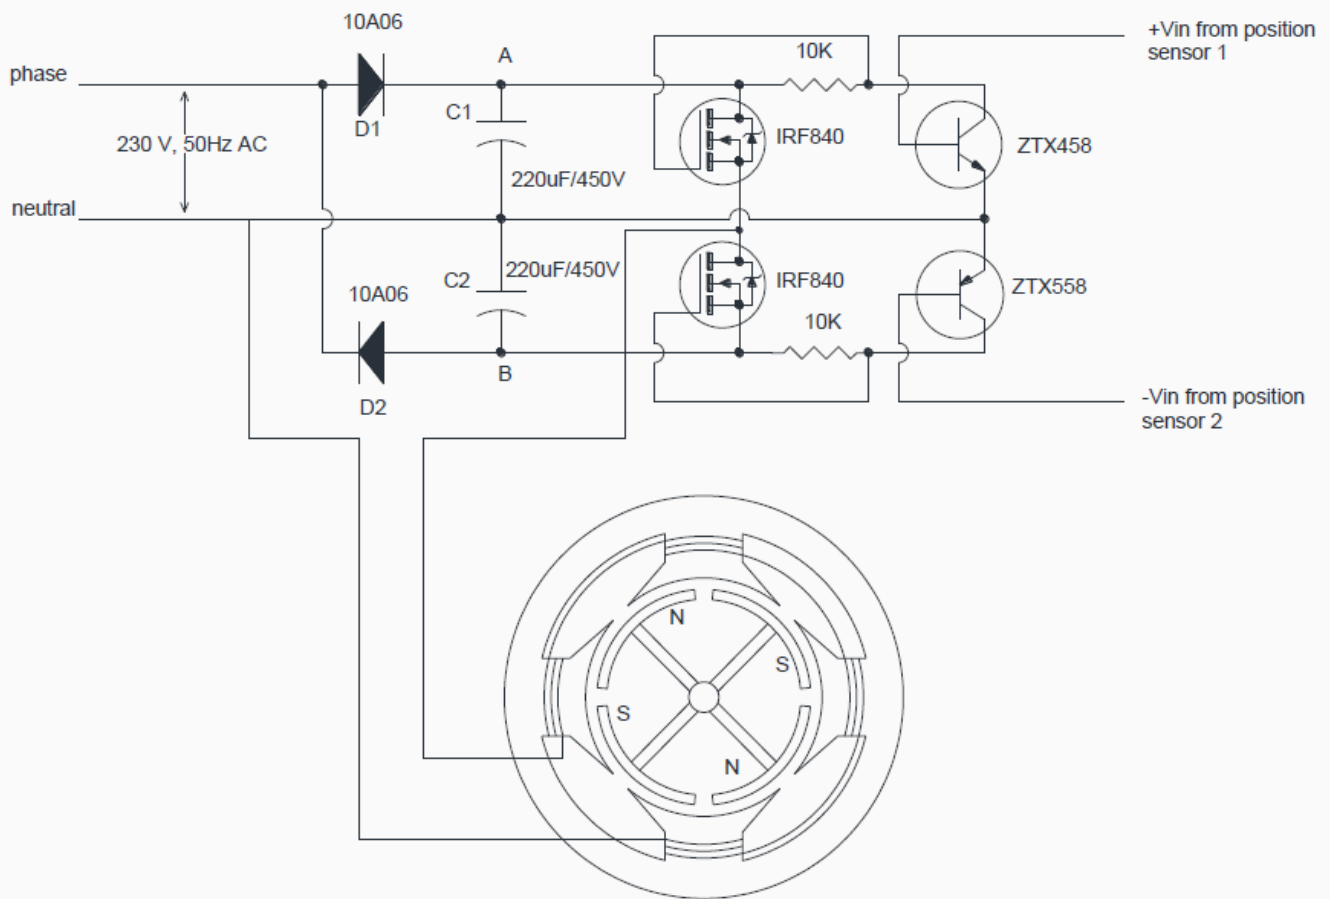 10A06
+Vin from position
sensor 1
A
10K
phase
C1
D1
230 V, 50Hz AC
IRF840
ZTX458
220uF/450V
neutral
220uF/450V
C2
IRF840
ZTX558
10A06
10K
B
D2
-Vin from position
sensor 2
N
S
S
N